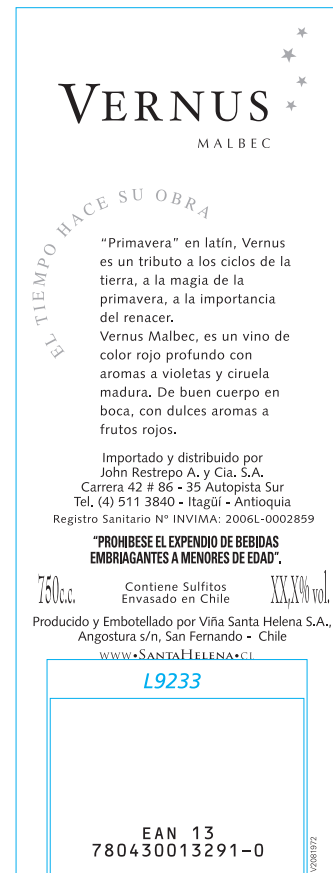 VERNUS
MALBEC
EL TIEMPO HACE SU OBRA
“Primavera” en latín, Vernus
es un tributo a los ciclos de la
tierra, a la magia de la
primavera, a la importancia
del renacer.
Vernus Malbec, es un vino de
color rojo profundo con
aromas a violetas y ciruela
madura. De buen cuerpo en
boca, con dulces aromas a
frutos rojos.
Importado y distribuido por
John Restrepo A. y Cia. S.A.
Carrera 42 # 86 - 35 Autopista Sur
Tel. (4) 511 3840 - Itagüí - Antioquia
Registro Sanitario Nº INVIMA: 2006L-0002859
“PROHIBESE EL EXPENDIO DE BEBIDAS
EMBRIAGANTES A MENORES DE EDAD”.
750c.c.
Contiene Sulfitos
Envasado en Chile
XX,X% vol.
Producido y Embotellado por Viña Santa Helena S.A.,
Angostura s/n, San Fernando - Chile
WWW•SANTAHELENA•CL
L9233
EAN 13
780430013291-0
V2081972